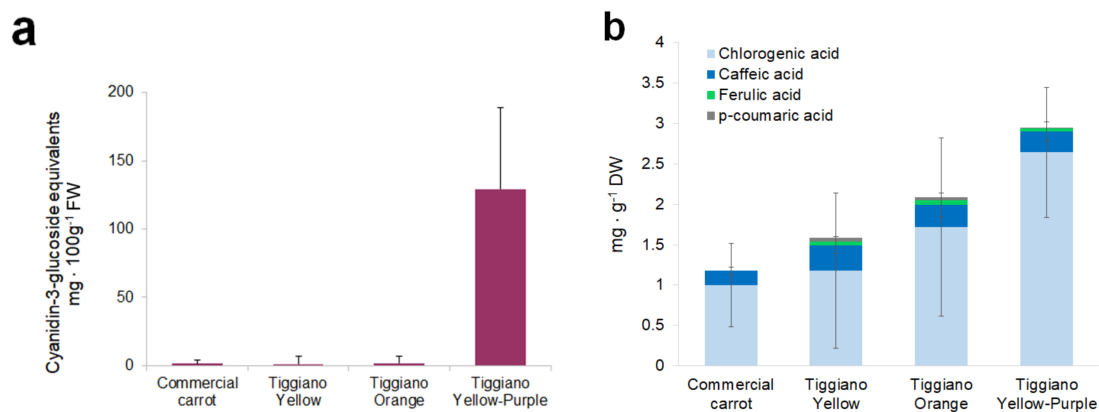 a
Cyanidin-3-glucoside equivalents
mg · 100g⁻¹ FW
200
150
100
50
0
Commercial
carrot
Tiggiano
Yellow
Tiggiano
Orange
Tiggiano
Yellow-Purple
b
mg · g⁻¹ DW
4
3.5
3
2.5
2
1.5
1
0.5
0
Chlorogenic acid
Caffeic acid
Ferulic acid
p-coumaric acid
Commercial
carrot
Tiggiano
Yellow
Tiggiano
Orange
Tiggiano
Yellow-Purple